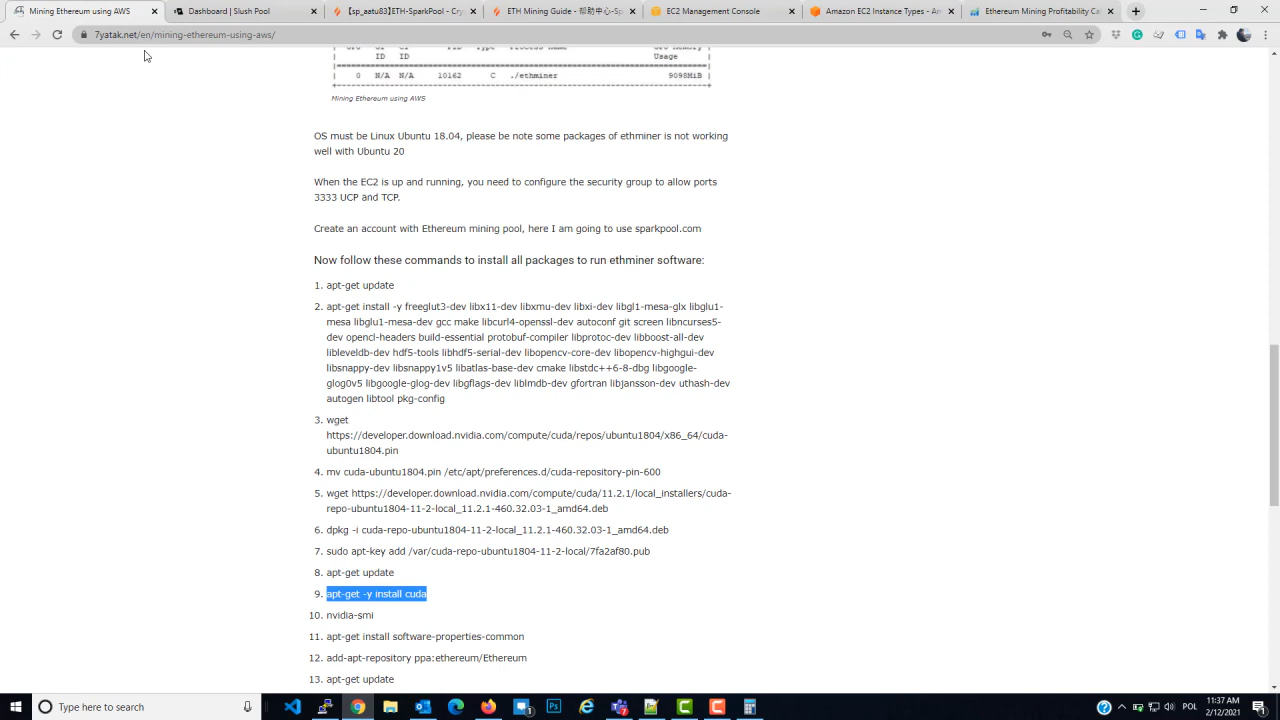 Mining Ethereum using AWS
Dashboard | Slush Pool
【sp_eatu83】ETH-SparkPool - Cry
ETH Mining Guide - 帮助中心-Sp
EC2 Management Console
Amazon EC2 Instance Types - A
Ethereum Mining Profitab
.com/mining-ethereum-using-aws/
ID ID Usage
0 N/A N/A 10162 C ./ethminer 9098MiB
Mining Ethereum using AWS
OS must be Linux Ubuntu 18.04, please be note some packages of ethminer is not working
well with Ubuntu 20
When the EC2 is up and running, you need to configure the security group to allow ports
3333 UCP and TCP.
Create an account with Ethereum mining pool, here I am going to use sparkpool.com
Now follow these commands to install all packages to run ethminer software:
1. apt-get update
2. apt-get install -y freeglut3-dev libx11-dev libxmu-dev libxi-dev libgl1-mesa-glx libglu1-
mesa libglu1-mesa-dev gcc make libcurl4-openssl-dev autoconf git screen libncurses5-
dev opencl-headers build-essential protobuf-compiler libprotoc-dev libboost-all-dev
libleveldb-dev hdf5-tools libhdf5-serial-dev libopencv-core-dev libopencv-highgui-dev
libsnappy-dev libsnappy1v5 libatlas-base-dev cmake libstdc++6-8-dbg libgoogle-
glog0v5 libgoogle-glog-dev libgflags-dev liblmdb-dev gfortran libjansson-dev uthash-dev
autogen libtool pkg-config
3. wget
https://developer.download.nvidia.com/compute/cuda/repos/ubuntu1804/x86_64/cuda-
ubuntu1804.pin
4. mv cuda-ubuntu1804.pin /etc/apt/preferences.d/cuda-repository-pin-600
5. wget https://developer.download.nvidia.com/compute/cuda/11.2.1/local_installers/cuda-
repo-ubuntu1804-11-2-local_11.2.1-460.32.03-1_amd64.deb
6. dpkg -i cuda-repo-ubuntu1804-11-2-local_11.2.1-460.32.03-1_amd64.deb
7. sudo apt-key add /var/cuda-repo-ubuntu1804-11-2-local/7fa2af80.pub
8. apt-get update
9. apt-get -y install cuda
10. nvidia-smi
11. apt-get install software-properties-common
12. add-apt-repository ppa:ethereum/Ethereum
13. apt-get update
Type here to search
POL
11:37 AM
2/12/2021